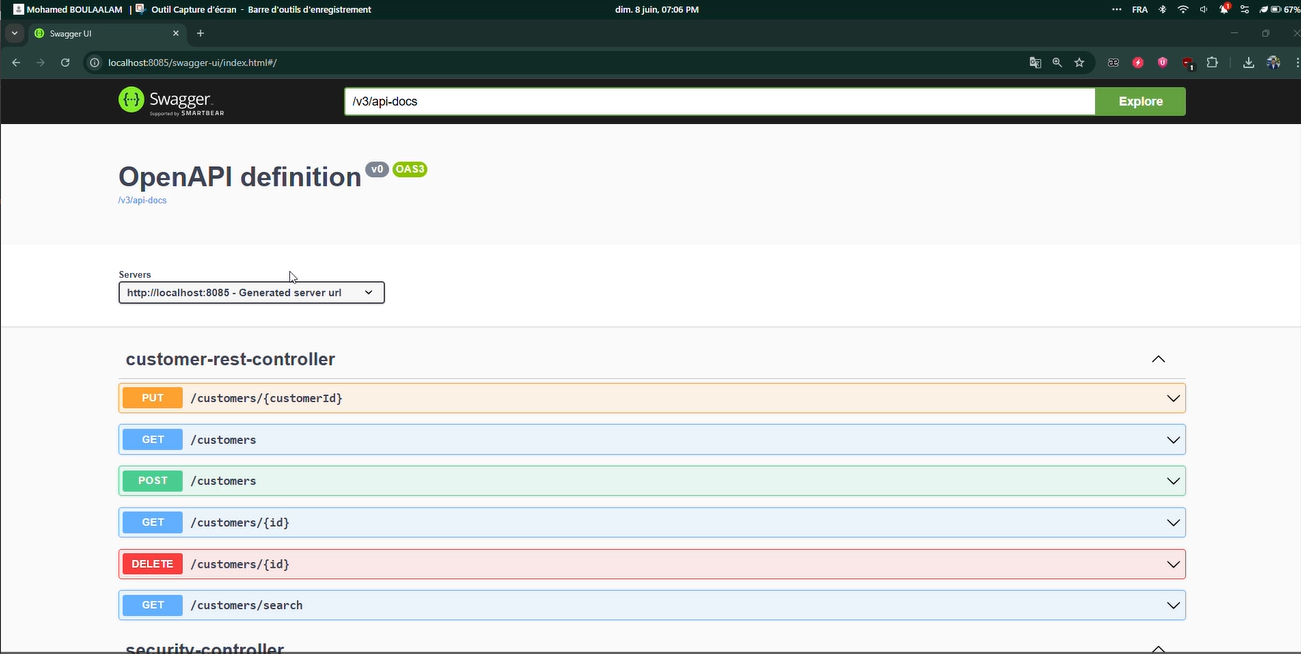 Mohamed BOULAALAM | Outil Capture d'écran - Barre d'outils d'enregistrement dim. 8 juin, 07:06 PM ••• FRA 1 67%
Swagger UI
localhost:8085/swagger-ui/index.html#/ 1
Swagger
Supported by SMARTBEAR
/v3/api-docs Explore
OpenAPI definition v0 OAS3
/v3/api-docs
Servers
http://localhost:8085 - Generated server url
customer-rest-controller
PUT /customers/{customerId}
GET /customers
POST /customers
GET /customers/{id}
DELETE /customers/{id}
GET /customers/search
security-controller